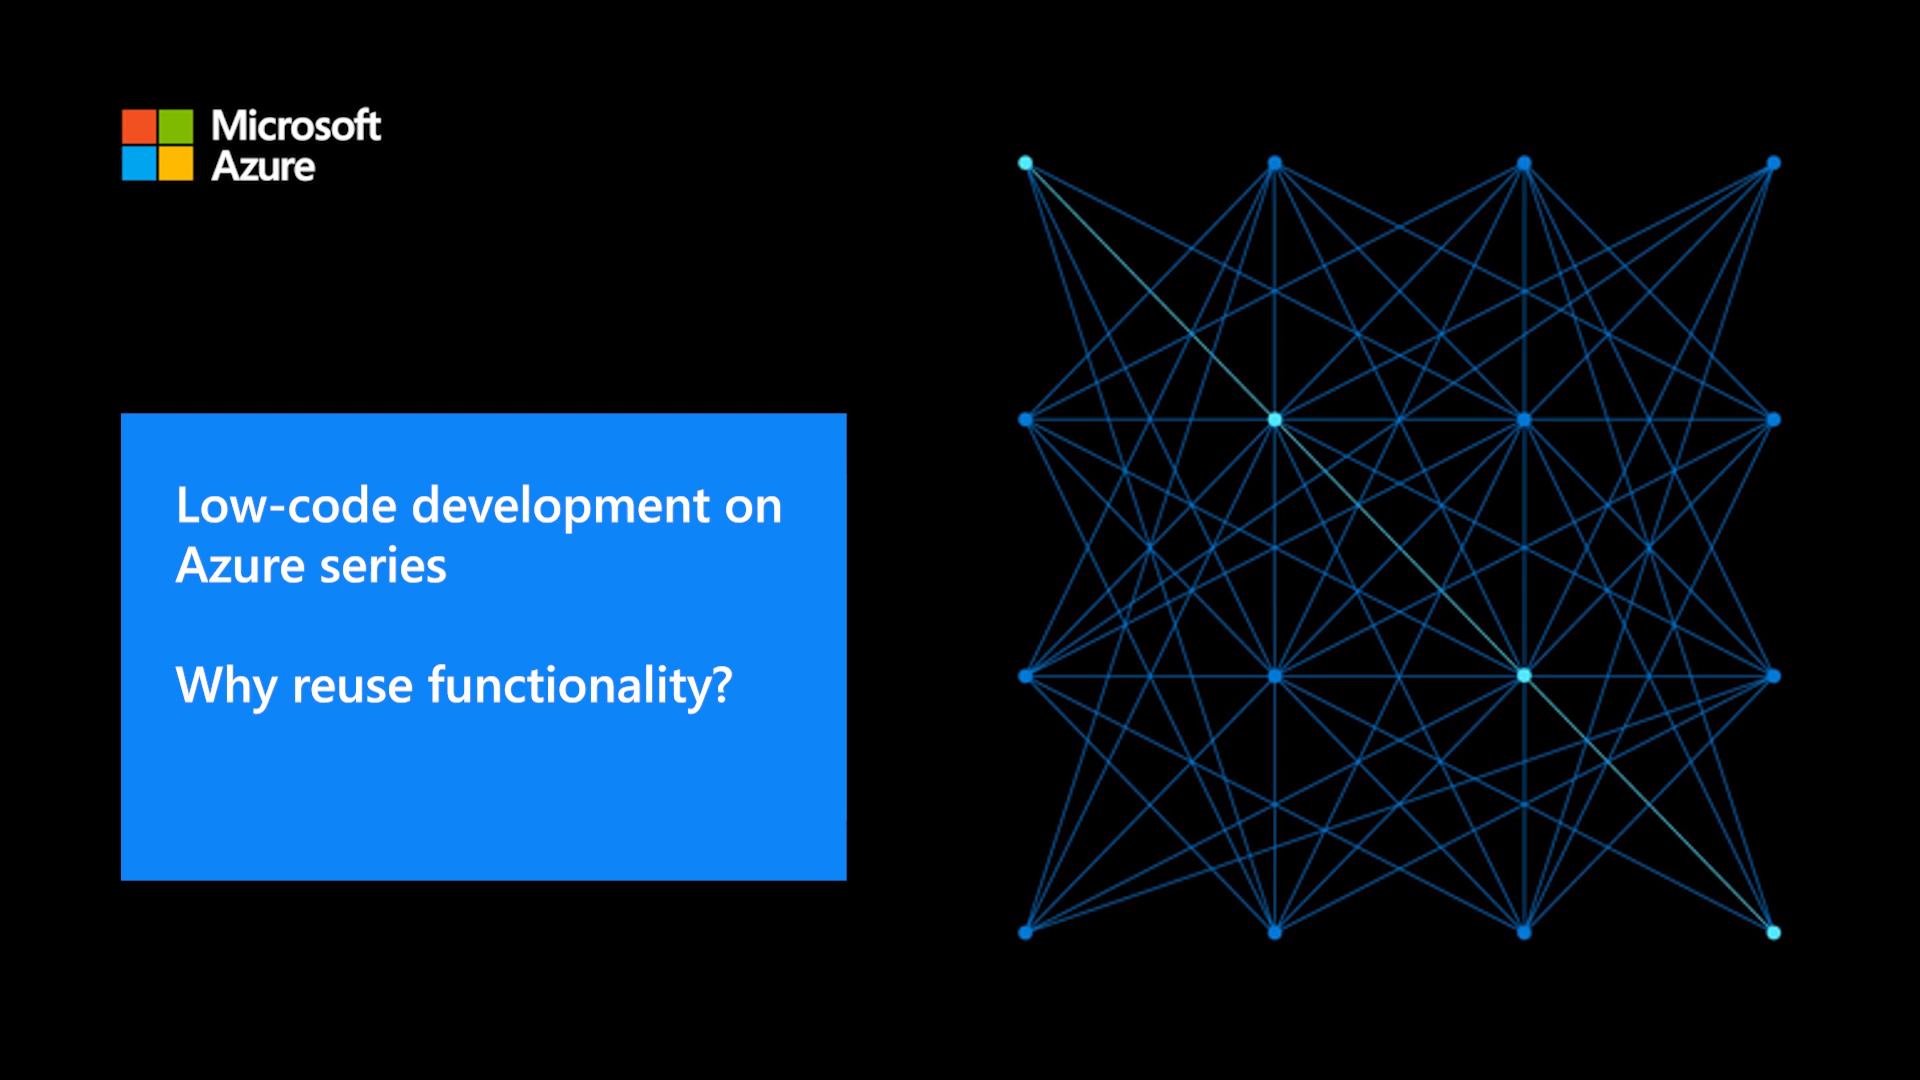 Microsoft
Azure
Low-code development on
Azure series
Why reuse functionality?